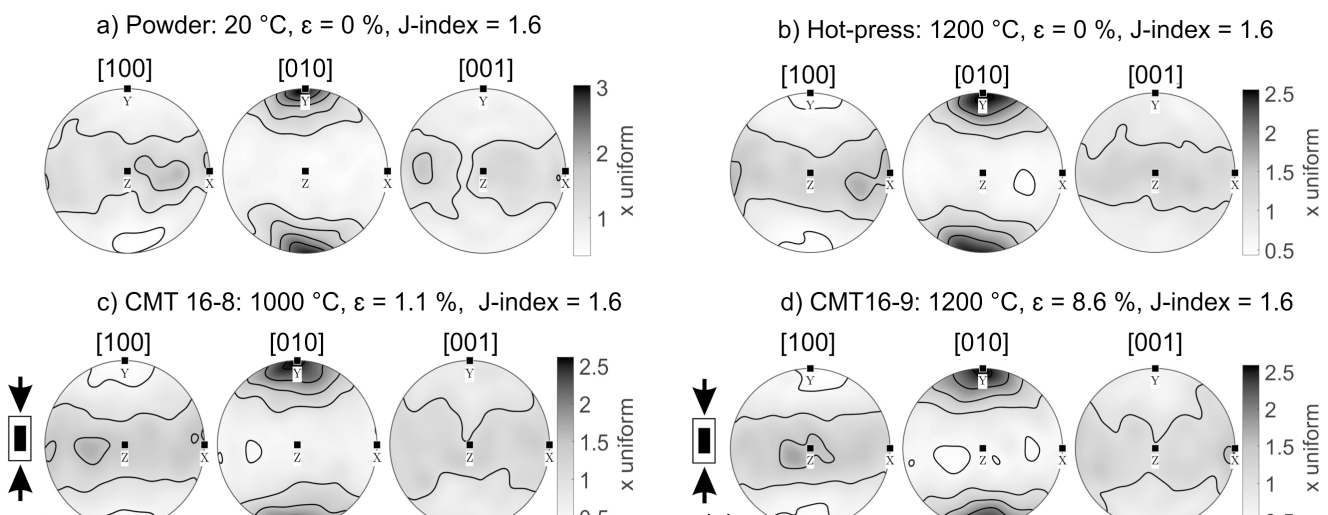 a) Powder: 20 °C, ε = 0 %, J-index = 1.6
[100] [010] [001]
Y Y Y
Z X Z X Z X
3
2
1
x uniform
b) Hot-press: 1200 °C, ε = 0 %, J-index = 1.6
[100] [010] [001]
Y Y Y
Z X Z X Z X
2.5
2
1.5
1
0.5
x uniform
c) CMT 16-8: 1000 °C, ε = 1.1 %, J-index = 1.6
[100] [010] [001]
Y Y Y
Z X Z X Z X
2.5
2
1.5
1
0.5
x uniform
d) CMT16-9: 1200 °C, ε = 8.6 %, J-index = 1.6
[100] [010] [001]
Y Y Y
Z X Z X Z X
2.5
2
1.5
1
x uniform